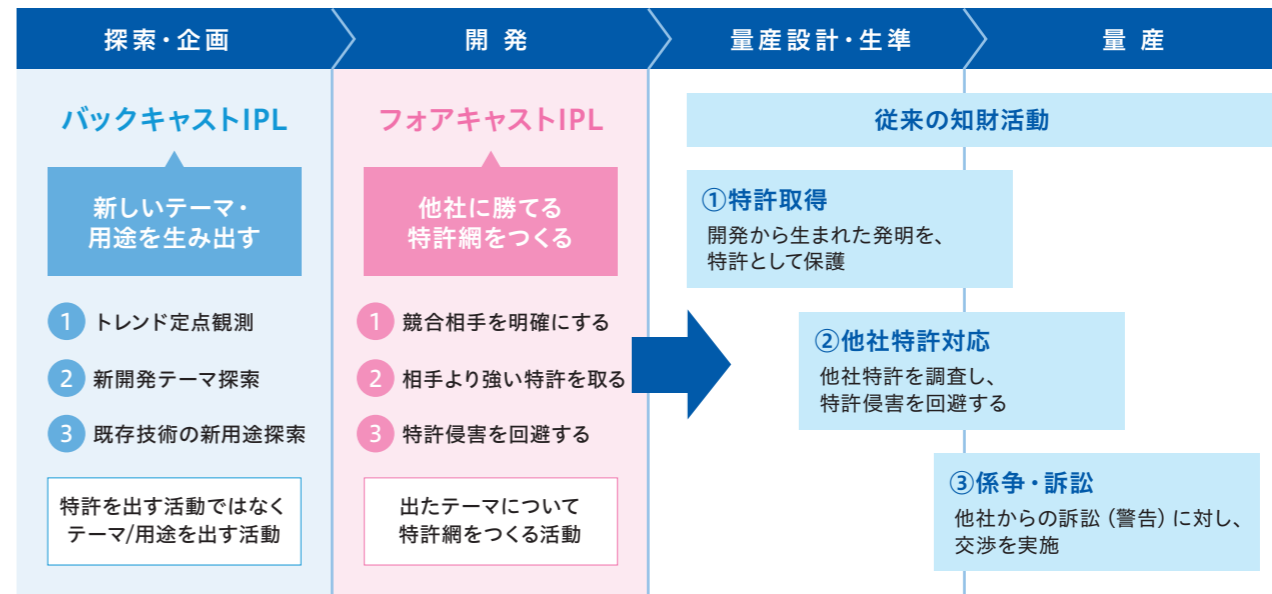 探索・企画
開発
量産設計・生準
量産
バックキャストIPL
新しいテーマ・
用途を生み出す
1 トレンド定点観測
2 新開発テーマ探索
3 既存技術の新用途探索
特許を出す活動ではなく
テーマ/用途を出す活動
フォアキャストIPL
他社に勝てる
特許網をつくる
1 競合相手を明確にする
2 相手より強い特許を取る
3 特許侵害を回避する
出たテーマについて
特許網をつくる活動
従来の知財活動
①特許取得
開発から生まれた発明を、
特許として保護
②他社特許対応
他社特許を調査し、
特許侵害を回避する
③係争・訴訟
他社からの訴訟（警告）に対し、
交渉を実施